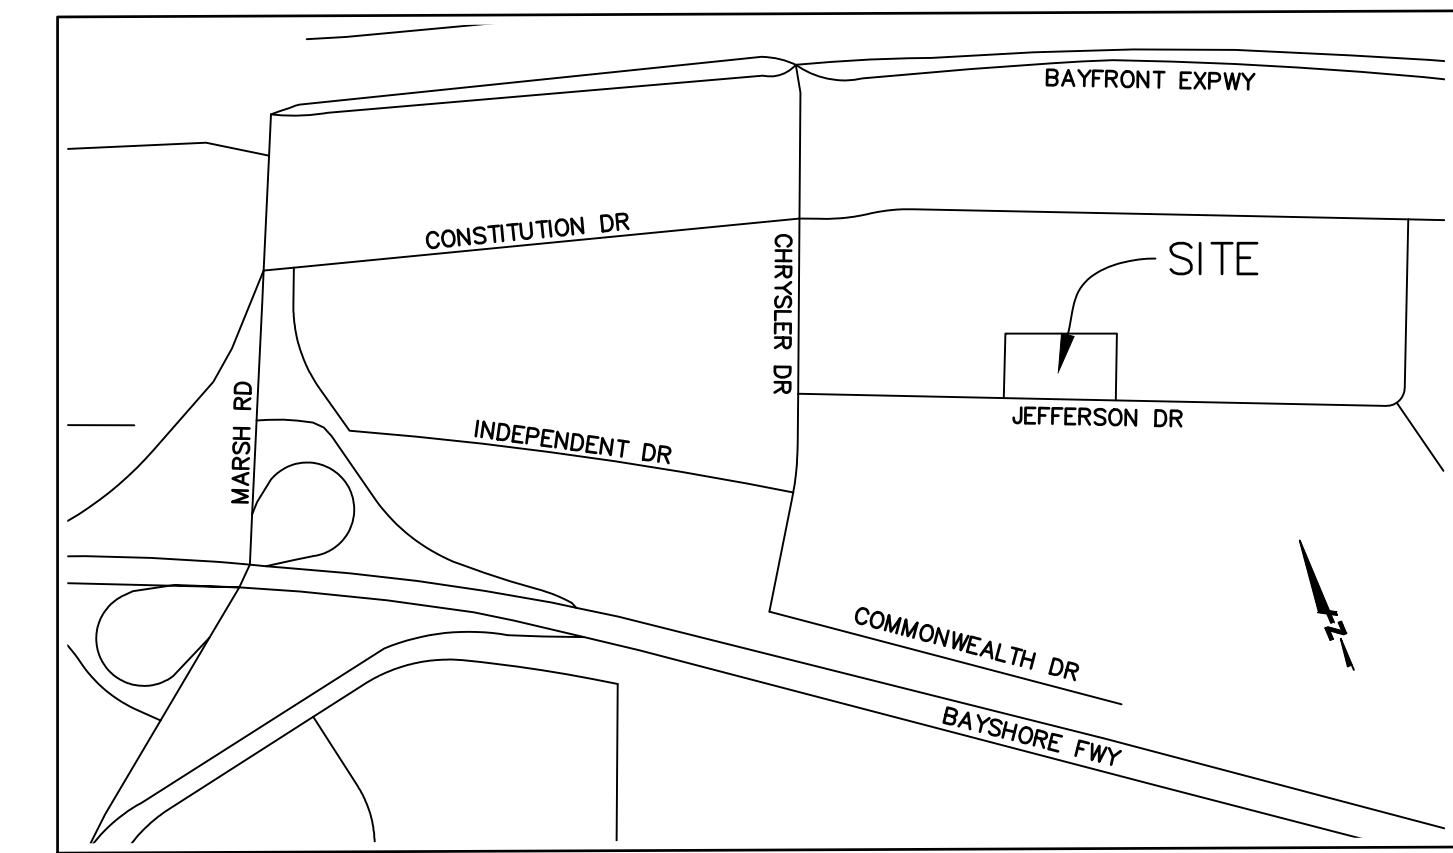 BAYFRONT EXPWY
CONSTITUTION DR
CHRYSLER DR
SITE
MARSH RD
INDEPENDENT DR
JEFFERSON DR
COMMONWEALTH DR
N
BAYSHORE FWY